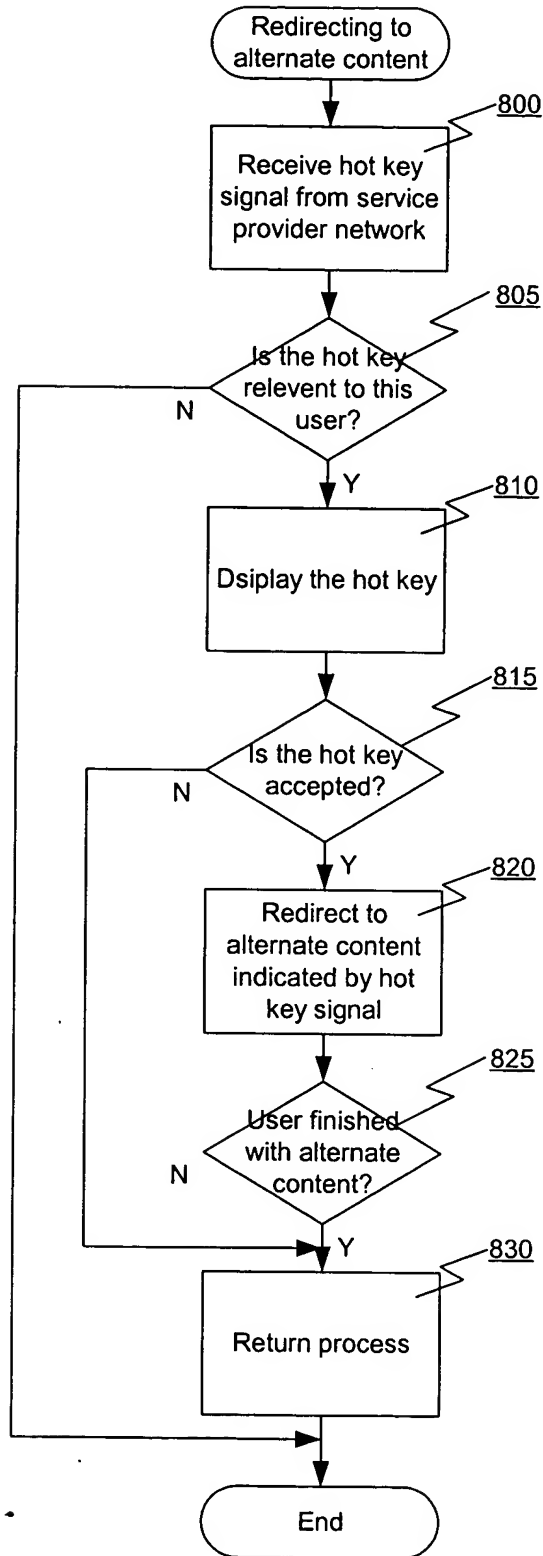 Redirecting to
alternate content
800
Receive hot key
signal from service
provider network
805
Is the hot key
relevent to this
user?
N
Y
810
Dsiplay the hot key
815
Is the hot key
accepted?
N
Y
820
Redirect to
alternate content
indicated by hot
key signal
825
User finished
with alternate
content?
N
Y
830
Return process
End